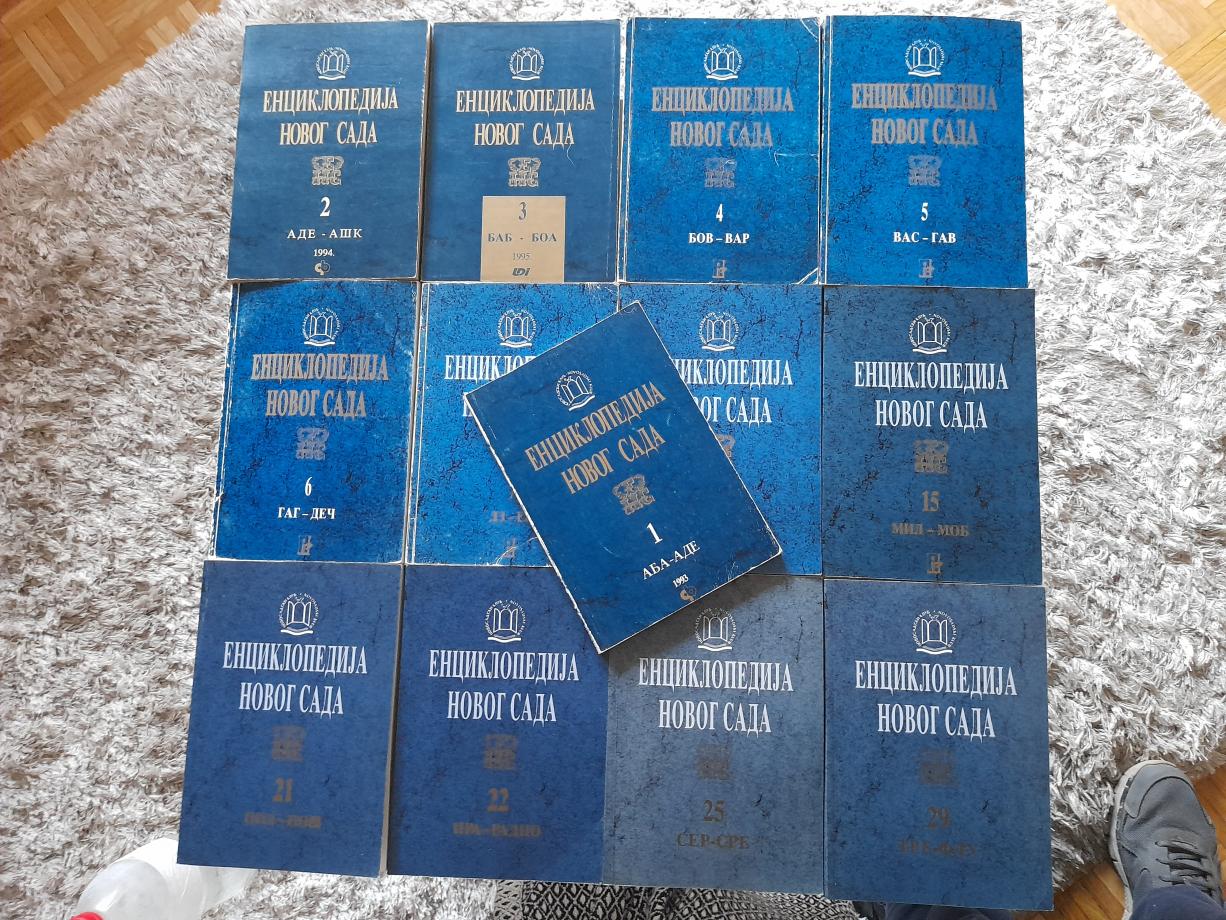 ЕНЦИКЛОПЕДИЈА
НОВОГ САДА
2
АДЕ - АШК
1994.
ЕНЦИКЛОПЕДИЈА
НОВОГ САДА
3
БАБ - БОА
1995.
ЕНЦИКЛОПЕДИЈА
НОВОГ САДА
4
БОВ – ВАР
ЕНЦИКЛОПЕДИЈА
НОВОГ САДА
5
ВАС – ГАВ
ЕНЦИКЛОПЕДИЈА
НОВОГ САДА
6
ГАГ – ДЕЧ
ЕНЦИКЛОПЕДИЈА
НОВОГ САДА
1
АБА-АДЕ
1993
САДА
ЕНЦИКЛОПЕДИЈА
НОВОГ САДА
15
МИЛ – МОБ
ЕНЦИКЛОПЕДИЈА
НОВОГ САДА
21
ЕНЦИКЛОПЕДИЈА
НОВОГ САДА
22
ПРА – РАДИО
ЕНЦИКЛОПЕДИЈА
НОВОГ САДА
25
СЕР-СРБ
ЕНЦИКЛОПЕДИЈА
НОВОГ САДА
29